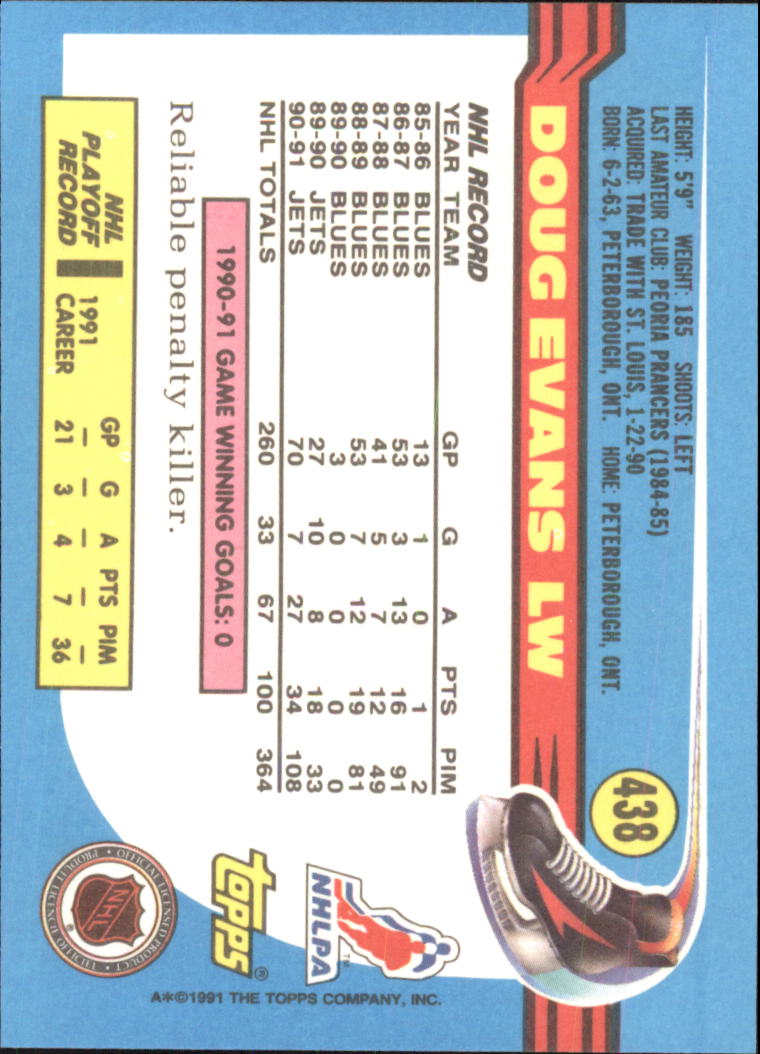 HEIGHT: 5'9" WEIGHT: 185 SHOOTS: LEFT
LAST AMATEUR CLUB: PEORIA PRANCERS (1984-85)
ACQUIRED: TRADE WITH ST. LOUIS, 1-22-90
BORN: 6-2-63, PETERBOROUGH, ONT. HOME: PETERBOROUGH, ONT.
438
DOUG EVANS LW
NHL RECORD
YEAR TEAM GP G A PTS PIM
85-86 BLUES 13 1 0 1 2
86-87 BLUES 53 3 13 16 91
87-88 BLUES 41 5 7 12 49
88-89 BLUES 53 7 12 19 81
89-90 BLUES 3 0 0 0 0
89-90 JETS 27 10 8 18 33
90-91 JETS 70 7 27 34 108
NHL TOTALS 260 33 67 100 364
1990-91 GAME WINNING GOALS: 0
Reliable penalty killer.
NHL PLAYOFF RECORD
GP G A PTS PIM
1991 – – – – –
CAREER 21 3 4 7 36
NHLPA TM
topps ®
NHL ®
OFFICIAL LICENSED PRODUCT
A*©1991 THE TOPPS COMPANY, INC.